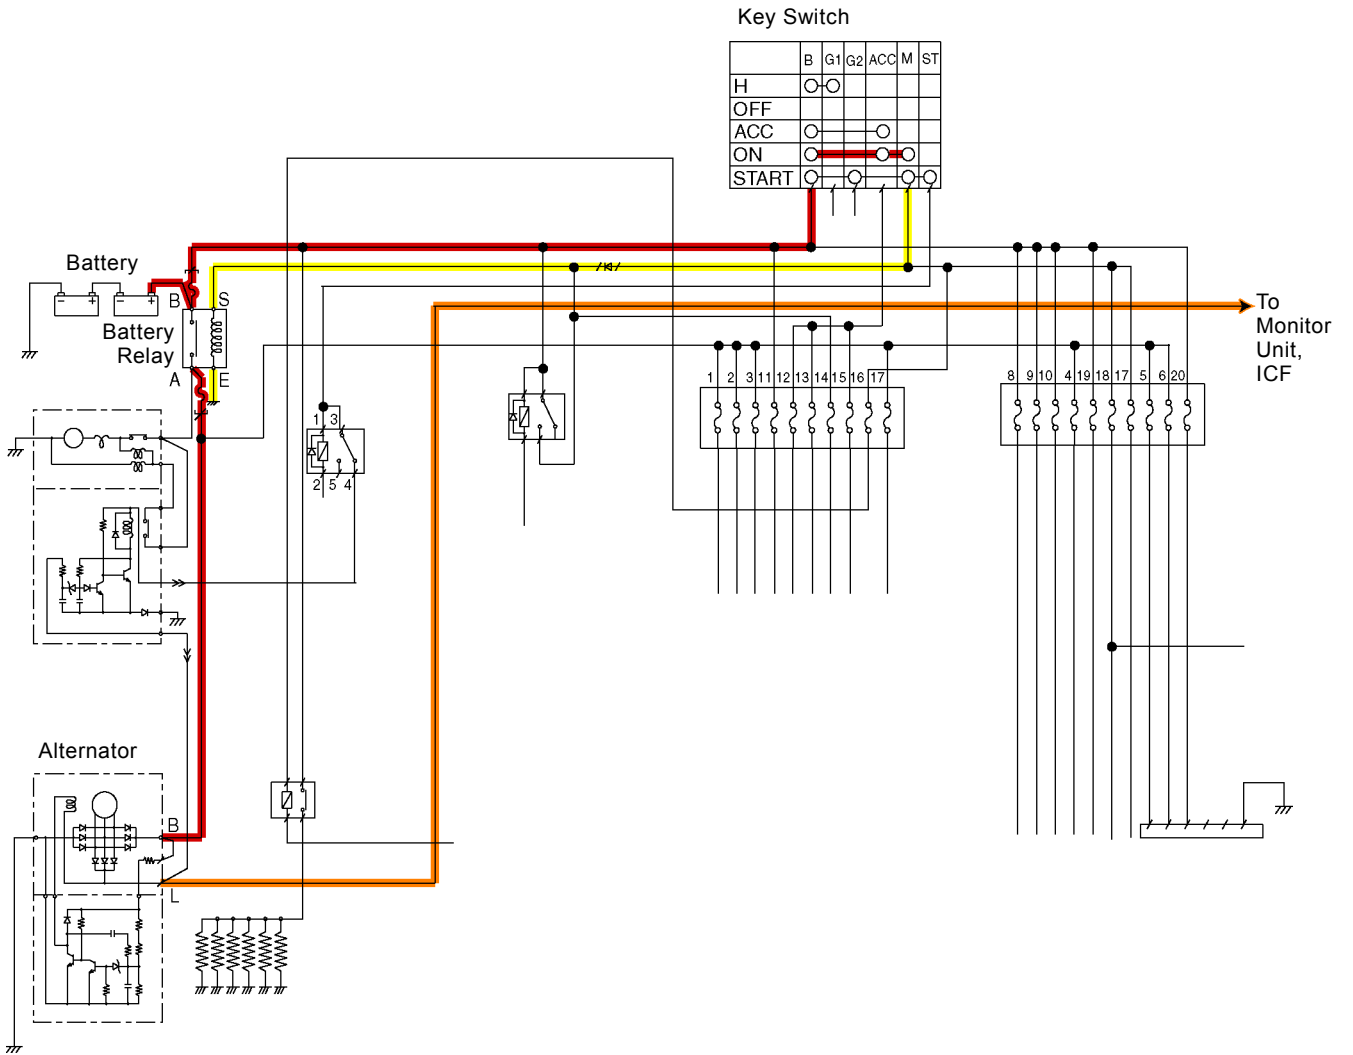 Key Switch
B G1 G2 ACC M ST
H
OFF
ACC
ON
START
Battery
B S
Battery
Relay
A E
To
Monitor
Unit,
ICF
1 2 3 11 12 13 14 15 16 17
8 9 10 4 19 18 17 5 6 20
1 3
2 5 4
Alternator
B
L